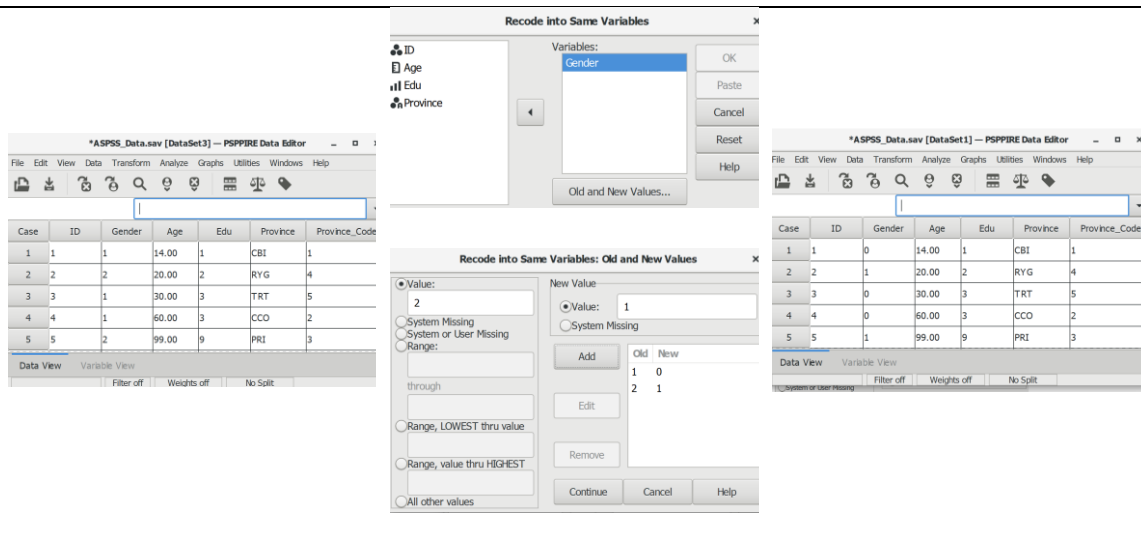 *ASPSS_Data.sav [DataSet3] — PSPPIRE Data Editor
File Edit View Data Transform Analyze Graphs Utilities Windows Help
Case ID Gender Age Edu Province Province_Code
1 1 1 14.00 1 CBI 1
2 2 2 20.00 2 RYG 4
3 3 1 30.00 3 TRT 5
4 4 1 60.00 3 CCO 2
5 5 2 99.00 9 PRI 3
Data View Variable View
Filter off Weights off No Split
Recode into Same Variables
ID
Age
Edu
Province
Variables:
Gender
OK
Paste
Cancel
Reset
Help
Old and New Values...
Recode into Same Variables: Old and New Values
Value:
2
System Missing
System or User Missing
Range:
through
Range, LOWEST thru value
Range, value thru HIGHEST
All other values
New Value
Value: 1
System Missing
Add
Edit
Remove
Old New
1 0
2 1
Continue Cancel Help
*ASPSS_Data.sav [DataSet1] — PSPPIRE Data Editor
File Edit View Data Transform Analyze Graphs Utilities Windows Help
Case ID Gender Age Edu Province Province_Code
1 1 0 14.00 1 CBI 1
2 2 1 20.00 2 RYG 4
3 3 0 30.00 3 TRT 5
4 4 0 60.00 3 CCO 2
5 5 1 99.00 9 PRI 3
Data View Variable View
Filter off Weights off No Split
System or User Missing